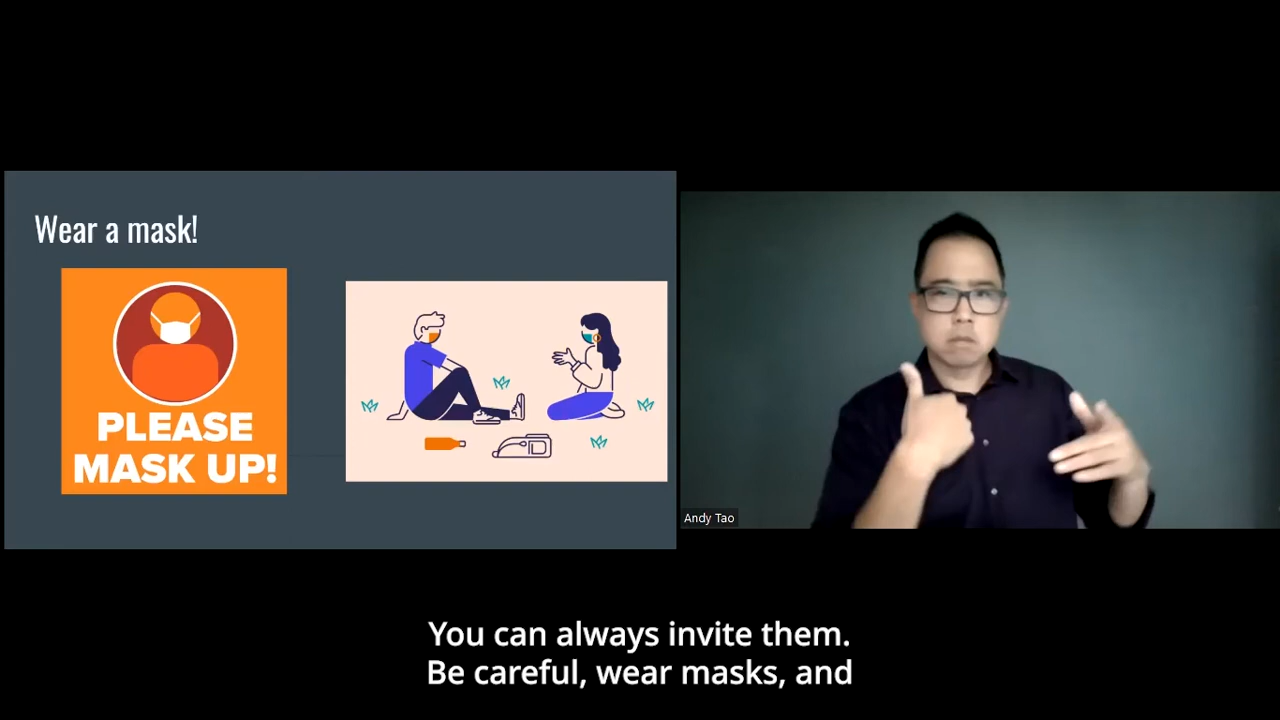 Wear a mask!
PLEASE
MASK UP!
Andy Tao
You can always invite them.
Be careful, wear masks, and